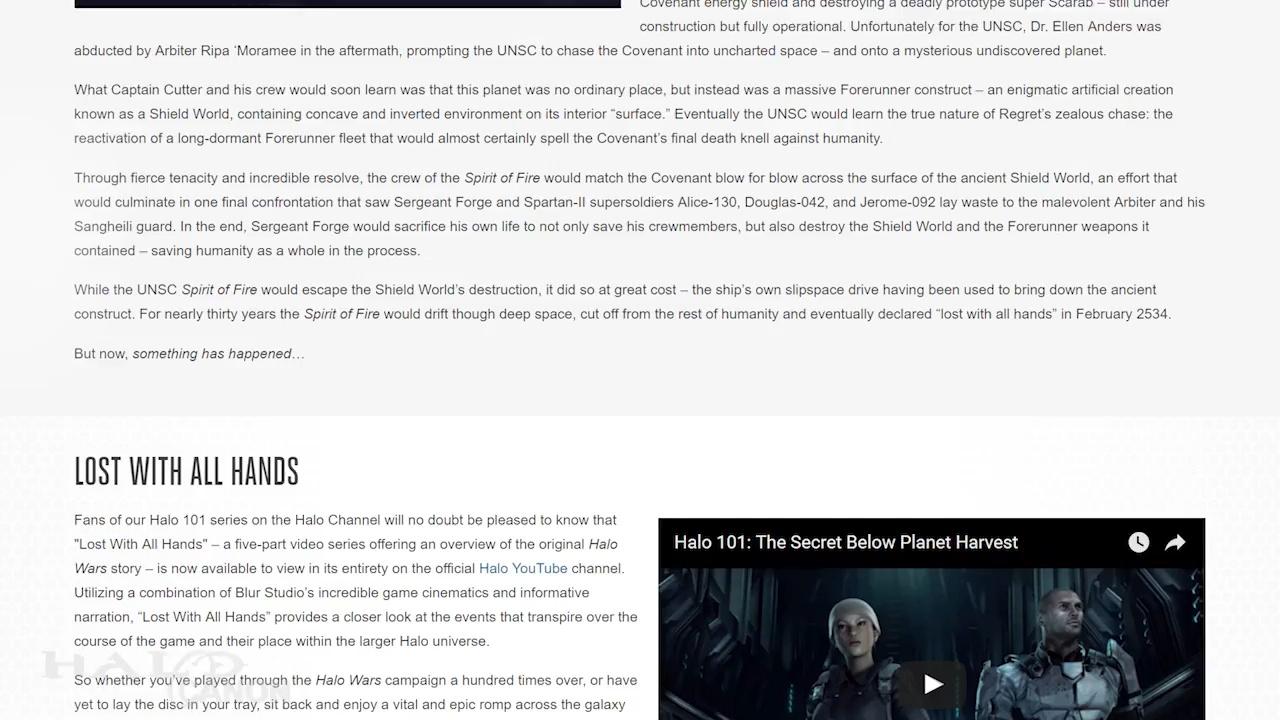 Covenant energy shield and destroying a deadly prototype super Scarab – still under
construction but fully operational. Unfortunately for the UNSC, Dr. Ellen Anders was
abducted by Arbiter Ripa ‘Moramee in the aftermath, prompting the UNSC to chase the Covenant into uncharted space – and onto a mysterious undiscovered planet.
What Captain Cutter and his crew would soon learn was that this planet was no ordinary place, but instead was a massive Forerunner construct – an enigmatic artificial creation
known as a Shield World, containing concave and inverted environment on its interior “surface.” Eventually the UNSC would learn the true nature of Regret’s zealous chase: the
reactivation of a long-dormant Forerunner fleet that would almost certainly spell the Covenant’s final death knell against humanity.
Through fierce tenacity and incredible resolve, the crew of the Spirit of Fire would match the Covenant blow for blow across the surface of the ancient Shield World, an effort that
would culminate in one final confrontation that saw Sergeant Forge and Spartan-II supersoldiers Alice-130, Douglas-042, and Jerome-092 lay waste to the malevolent Arbiter and his
Sangheili guard. In the end, Sergeant Forge would sacrifice his own life to not only save his crewmembers, but also destroy the Shield World and the Forerunner weapons it
contained – saving humanity as a whole in the process.
While the UNSC Spirit of Fire would escape the Shield World’s destruction, it did so at great cost – the ship’s own slipspace drive having been used to bring down the ancient
construct. For nearly thirty years the Spirit of Fire would drift though deep space, cut off from the rest of humanity and eventually declared “lost with all hands” in February 2534.
But now, something has happened…
LOST WITH ALL HANDS
Fans of our Halo 101 series on the Halo Channel will no doubt be pleased to know that
"Lost With All Hands" – a five-part video series offering an overview of the original Halo
Wars story – is now available to view in its entirety on the official Halo YouTube channel.
Utilizing a combination of Blur Studio’s incredible game cinematics and informative
narration, “Lost With All Hands” provides a closer look at the events that transpire over the
course of the game and their place within the larger Halo universe.
So whether you’ve played through the Halo Wars campaign a hundred times over, or have
yet to lay the disc in your tray, sit back and enjoy a vital and epic romp across the galaxy
Halo 101: The Secret Below Planet Harvest
HALO
CANON